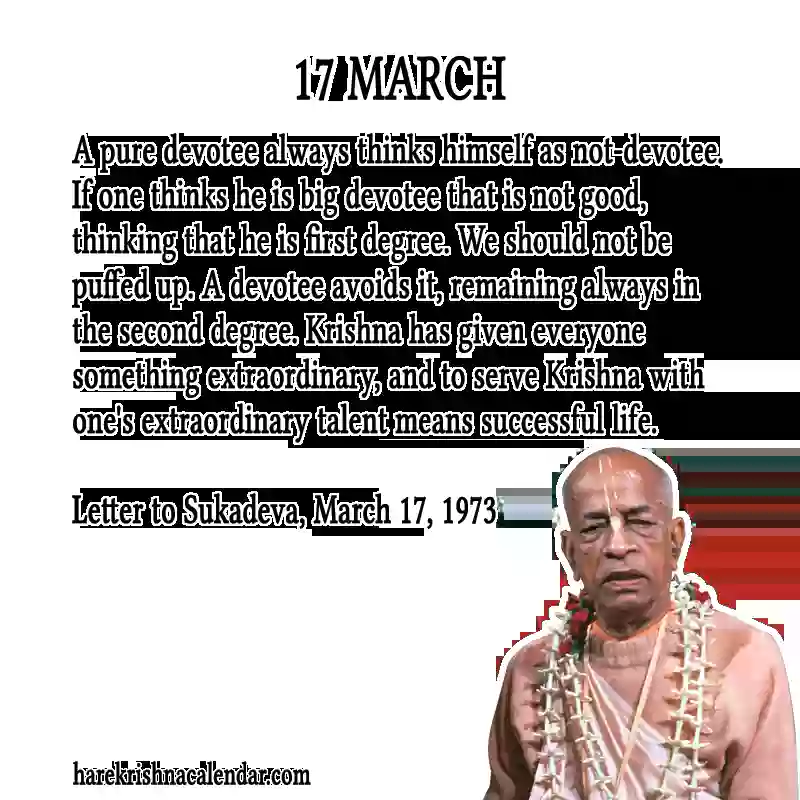 17 MARCH
A pure devotee always thinks himself as not-devotee.
If one thinks he is big devotee that is not good,
thinking that he is first degree. We should not be
puffed up. A devotee avoids it, remaining always in
the second degree. Krishna has given everyone
something extraordinary, and to serve Krishna with
one's extraordinary talent means successful life.
Letter to Sukadeva, March 17, 1973
harekrishnacalendar.com